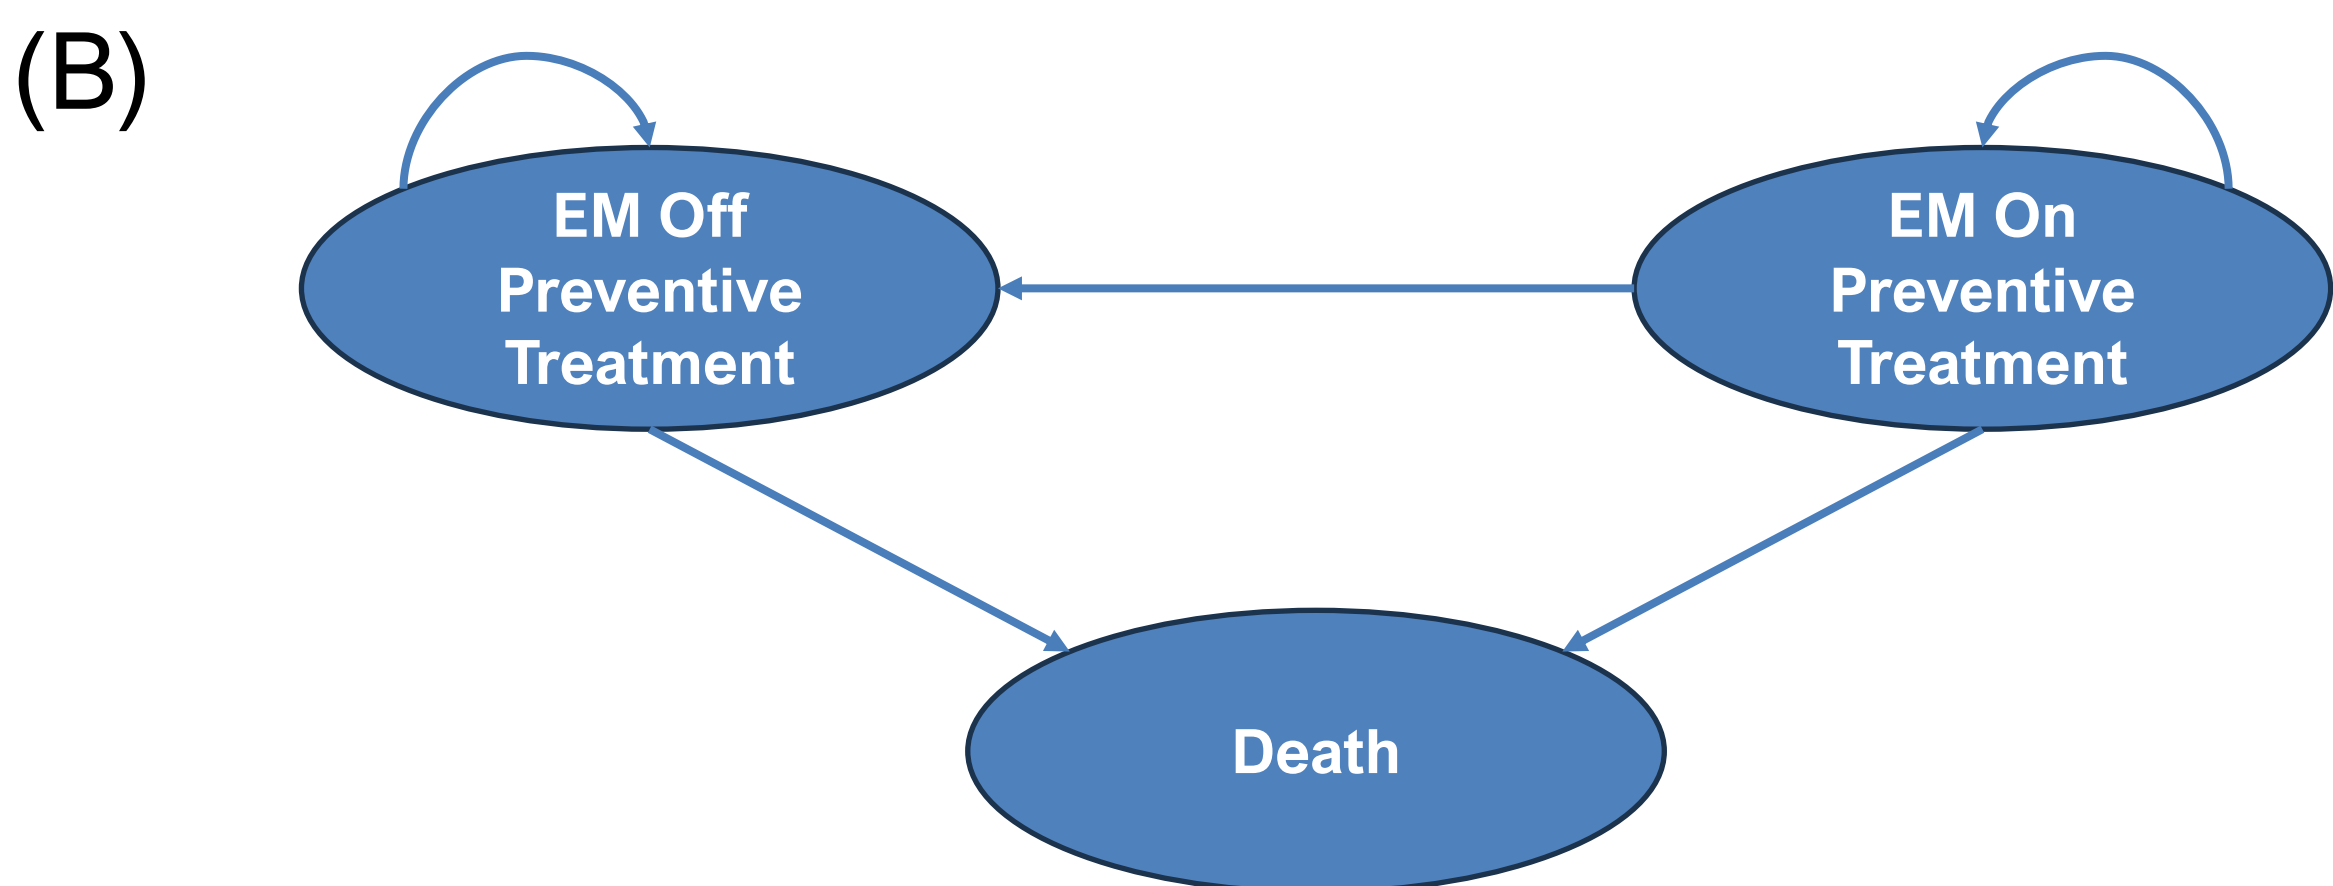 (B)
EM Off
Preventive
Treatment
EM On
Preventive
Treatment
Death